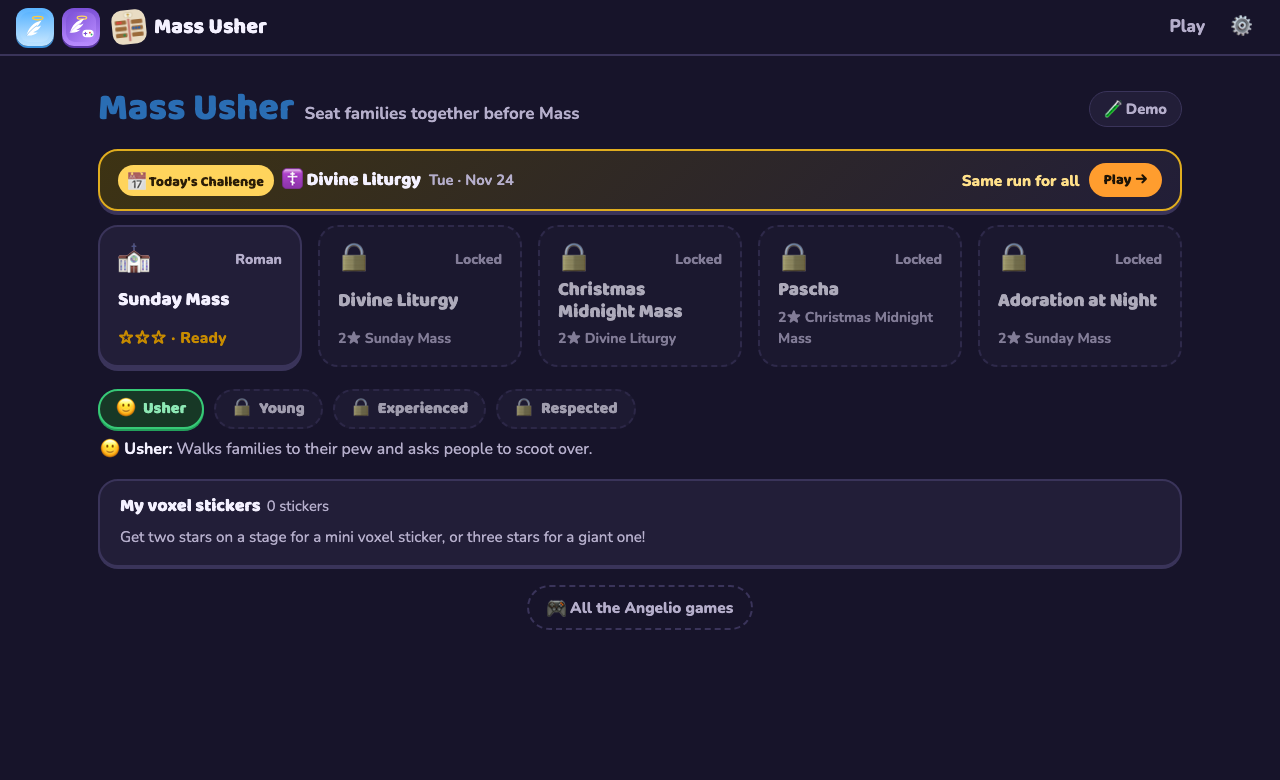 Mass Usher
Play
Mass Usher Seat families together before Mass
Demo
Today's Challenge Divine Liturgy Tue · Nov 24
Same run for all Play →
Roman
Sunday Mass
☆☆☆ · Ready
Locked
Divine Liturgy
2★ Sunday Mass
Locked
Christmas
Midnight Mass
2★ Divine Liturgy
Locked
Pascha
2★ Christmas Midnight
Mass
Locked
Adoration at Night
2★ Sunday Mass
Usher
Young
Experienced
Respected
Usher: Walks families to their pew and asks people to scoot over.
My voxel stickers 0 stickers
Get two stars on a stage for a mini voxel sticker, or three stars for a giant one!
All the Angelio games